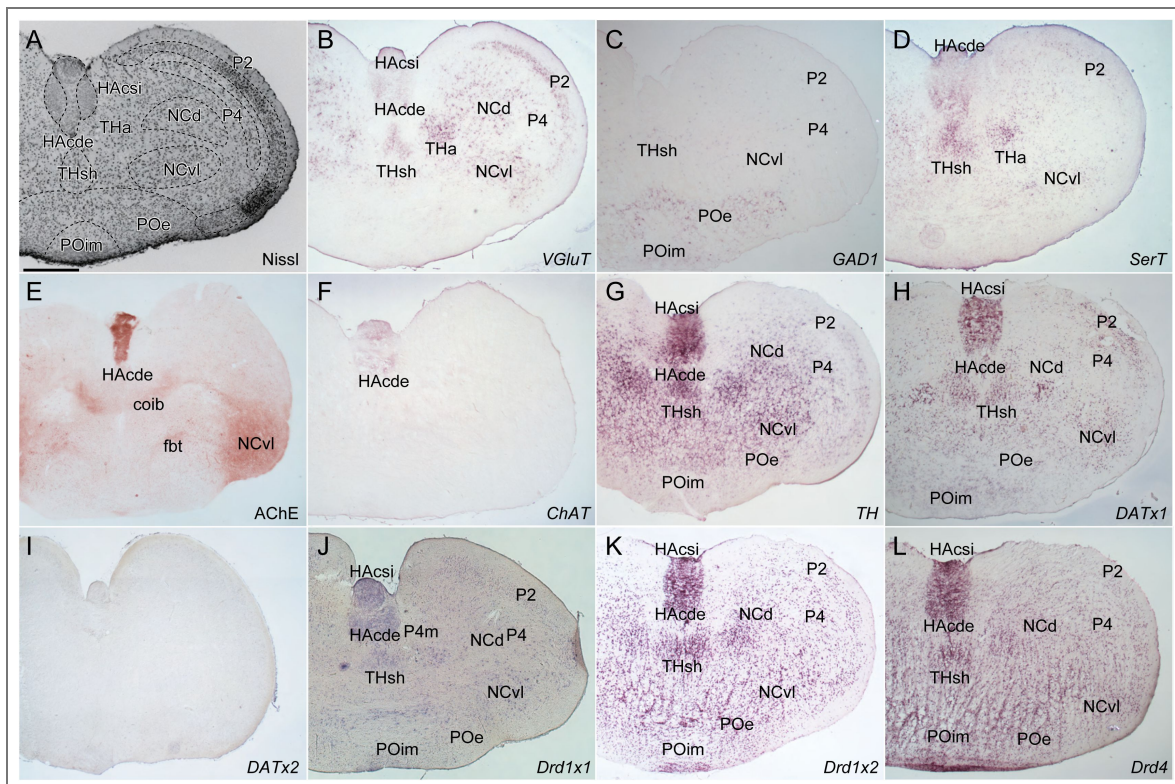 A
P2
HAcsi
NCd
P4
THa
HAcde
NCvl
THsh
POe
POim
Nissl
B
HAcsi
P2
HAcde
NCd
P4
THa
THsh
NCvl
VGluT
C
P2
P4
THsh
NCvl
POe
POim
GAD1
D
HAcde
P2
THsh
THa
NCvl
SerT
E
HAcde
coib
fbt
NCvl
AChE
F
HAcde
ChAT
G
HAcsi
P2
NCd
P4
HAcde
THsh
NCvl
POe
POim
TH
H
HAcsi
P2
P4
HAcde
NCd
THsh
NCvl
POe
POim
DATx1
I
DATx2
J
HAcsi
P2
HAcde
P4m
NCd
P4
THsh
NCvl
POe
POim
Drd1x1
K
HAcsi
P2
HAcde
NCd
P4
THsh
NCvl
POe
POim
Drd1x2
L
HAcsi
P2
HAcde
NCd
P4
THsh
NCvl
POim
POe
Drd4